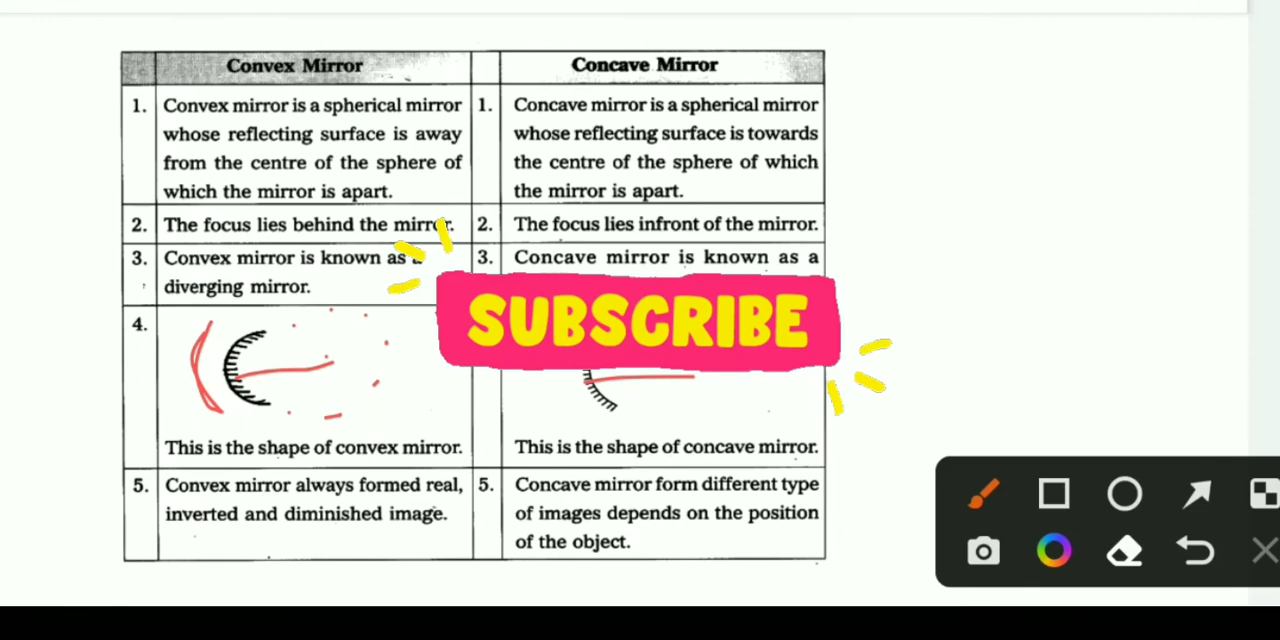 Convex Mirror
Concave Mirror
1. Convex mirror is a spherical mirror
whose reflecting surface is away
from the centre of the sphere of
which the mirror is apart.
1. Concave mirror is a spherical mirror
whose reflecting surface is towards
the centre of the sphere of which
the mirror is apart.
2. The focus lies behind the mirror.
2. The focus lies infront of the mirror.
3. Convex mirror is known as a
diverging mirror.
3. Concave mirror is known as a
SUBSCRIBE
4.
This is the shape of convex mirror.
This is the shape of concave mirror.
5. Convex mirror always formed real,
inverted and diminished image.
5. Concave mirror form different type
of images depends on the position
of the object.